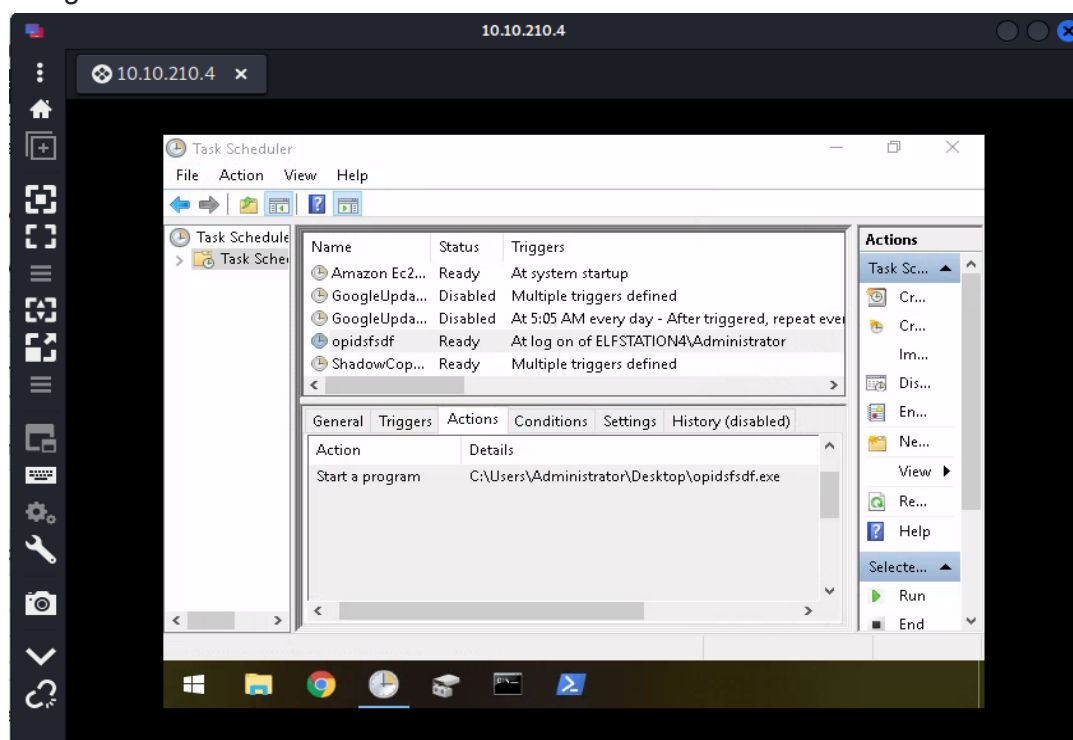 10.10.210.4
10.10.210.4
Task Scheduler
File Action View Help
Task Schedule
Task Sche
Name Status Triggers
Amazon Ec2... Ready At system startup
GoogleUpda... Disabled Multiple triggers defined
GoogleUpda... Disabled At 5:05 AM every day - After triggered, repeat ever
opidsfsdf Ready At log on of ELFSTATION4\Administrator
ShadowCop... Ready Multiple triggers defined
General Triggers Actions Conditions Settings History (disabled)
Action Details
Start a program C:\Users\Administrator\Desktop\opidsfsdf.exe
Actions
Task Sc...
Cr...
Cr...
Im...
Dis...
En...
Ne...
View
Re...
Help
Selecte...
Run
End